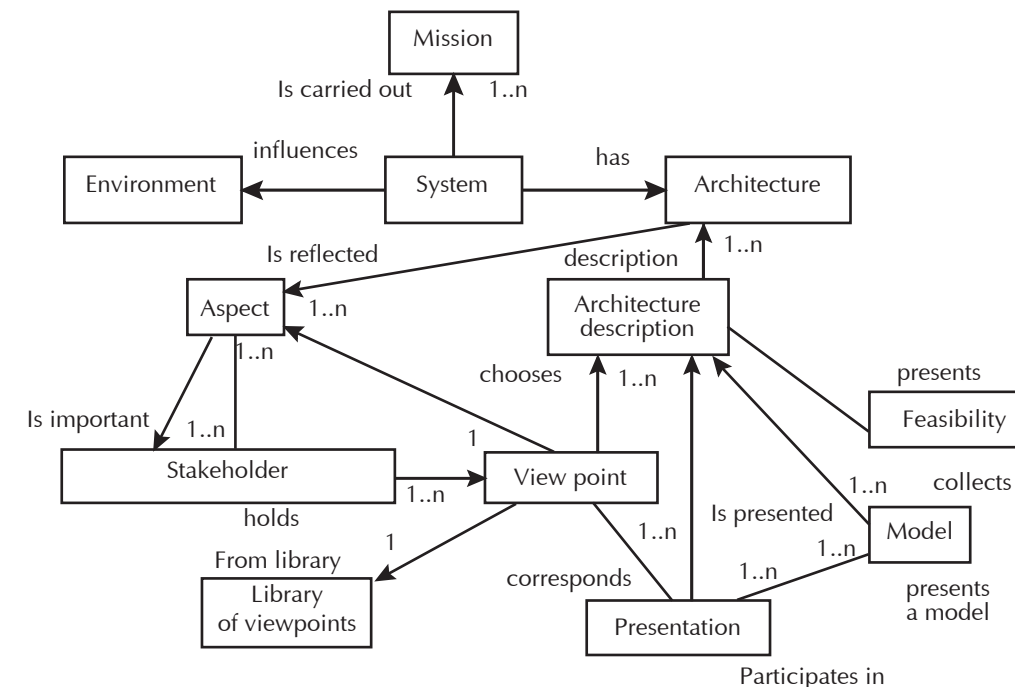 Mission
Is carried out
1..n
influences
has
Environment
System
Architecture
1..n
Is reflected
description
Aspect
1..n
Architecture
description
1..n
chooses
1..n
presents
Is important
1..n
1
Feasibility
Stakeholder
View point
1..n
1..n
collects
holds
1..n
Is presented
Model
1
1..n
From library
corresponds
1..n
Library
of viewpoints
presents
a model
Presentation
Participates in